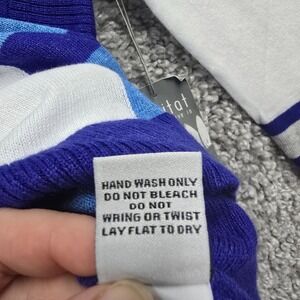 HAND WASH ONLY
DO NOT BLEACH
DO NOT
WRING OR TWIST
LAY FLAT TO DRY